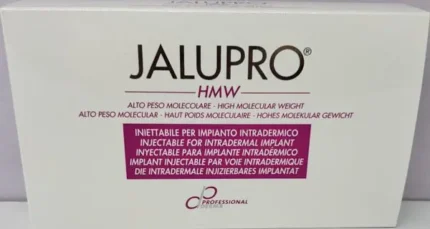 JALUPRO®
HMW
ALTO PESO MOLECOLARE - HIGH MOLECULAR WEIGHT
ALTO PESO MOLECULAR - HAUT POIDS MOLECULAIRE - HOHES MOLEKULAR GEWICHT
INIETTABILE PER IMPIANTO INTRADERMICO
INJECTABLE FOR INTRADERMAL IMPLANT
INYECTABLE PARA IMPLANTE INTRADÉRMICO
IMPLANT INJECTABLE PAR VOIE INTRADERMIQUE
DIE INTRADERMALE INJIZIERBARES IMPLANTAT
PROFESSIONAL